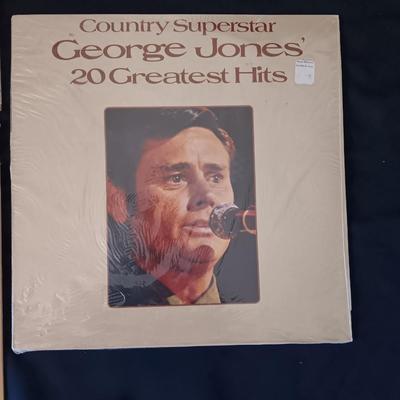 Country Superstar
George Jones'
20 Greatest Hits